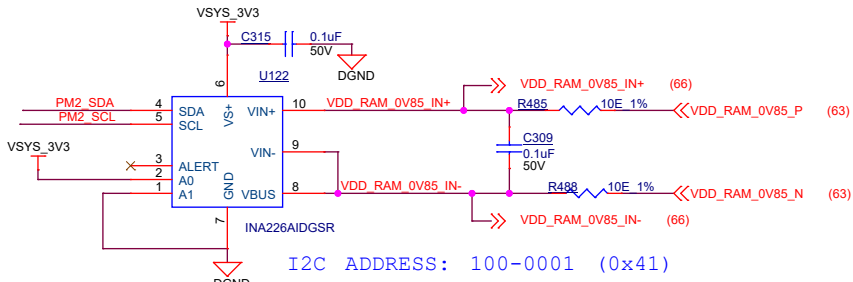 VSYS_3V3
C315 0.1uF
50V
DGND
U122
6
VS+
PM2_SDA 4 SDA VIN+ 10 VDD_RAM_0V85_IN+
PM2_SCL 5 SCL
VDD_RAM_0V85_IN+ (66)
R485 10E_1% VDD_RAM_0V85_P (63)
VSYS_3V3
VIN- 9
C309
0.1uF
50V
3 ALERT
2 A0
1 A1
GND
VBUS 8 VDD_RAM_0V85_IN-
R488 10E_1% VDD_RAM_0V85_N (63)
7
INA226AIDGSR
VDD_RAM_0V85_IN- (66)
I2C ADDRESS: 100-0001 (0x41)
DGND